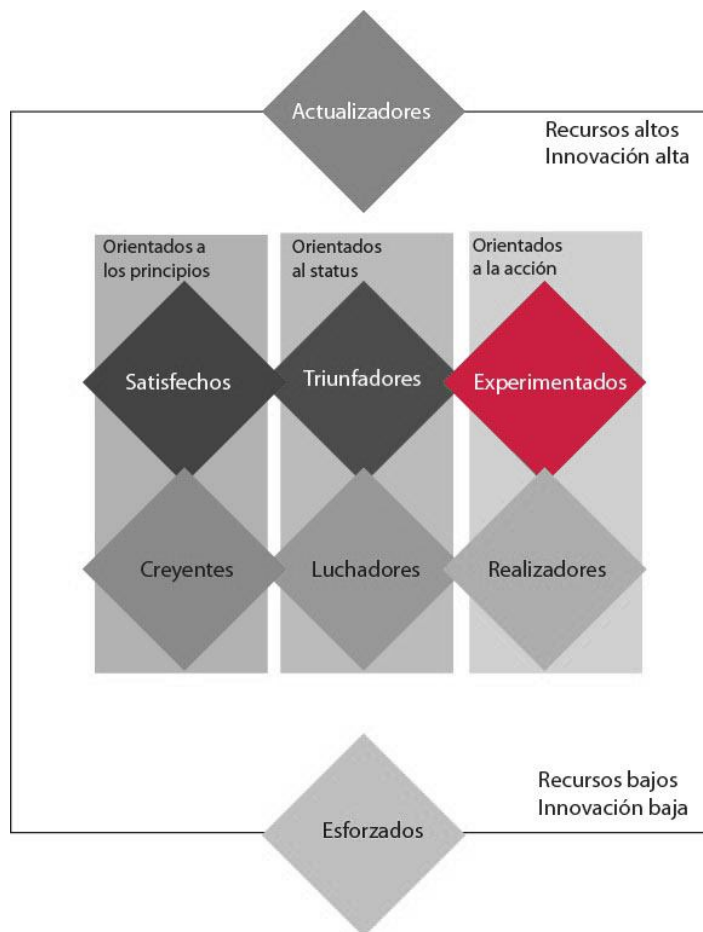 Actualizadores
Recursos altos
Innovación alta
Orientados a
los principios
Orientados
al status
Orientados
a la acción
Satisfechos
Triunfadores
Experimentados
Creyentes
Luchadores
Realizadores
Recursos bajos
Innovación baja
Esforzados